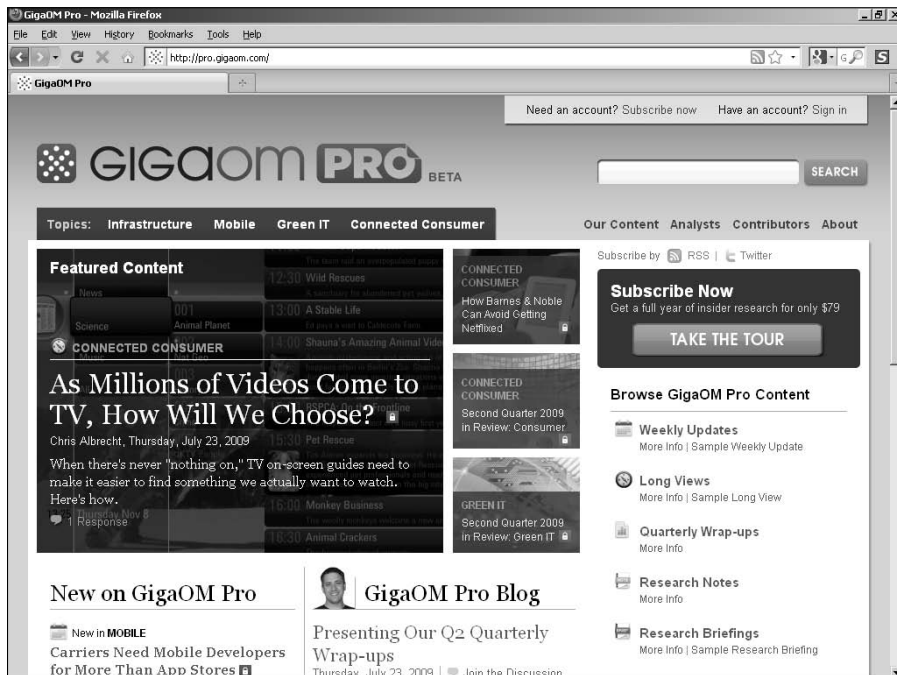 GigaOM Pro - Mozilla Firefox
File Edit View History Bookmarks Tools Help
http://pro.gigaom.com/
GigaOM Pro
Need an account? Subscribe now Have an account? Sign in
GIGAOM PRO BETA
SEARCH
Topics: Infrastructure Mobile Green IT Connected Consumer
Our Content Analysts Contributors About
Featured Content
News
Science
Music
001
Animal Planet
12:30 Wild Rescues
13:00 A Stable Life
14:00 Shauna's Amazing Animal Vide
15:30 Pet Rescue
16:00 Monkey Business
16:30 Animal Crackers
Thursday Nov 8
CONNECTED CONSUMER
As Millions of Videos Come to
TV, How Will We Choose?
Chris Albrecht, Thursday, July 23, 2009
When there's never "nothing on," TV on-screen guides need to
make it easier to find something we actually want to watch.
Here's how.
1 Response
CONNECTED
CONSUMER
How Barnes & Noble
Can Avoid Getting
Netflixed
CONNECTED
CONSUMER
Second Quarter 2009
in Review: Consumer
GREEN IT
Second Quarter 2009
in Review: Green IT
Subscribe by RSS | Twitter
Subscribe Now
Get a full year of insider research for only $79
TAKE THE TOUR
Browse GigaOM Pro Content
Weekly Updates
More Info | Sample Weekly Update
Long Views
More Info | Sample Long View
Quarterly Wrap-ups
More Info
Research Notes
More Info
Research Briefings
More Info | Sample Research Briefing
New on GigaOM Pro
New in MOBILE
Carriers Need Mobile Developers
for More Than App Stores
GigaOM Pro Blog
Presenting Our Q2 Quarterly
Wrap-ups
Thursday, July 23, 2009 | Join the Discussion